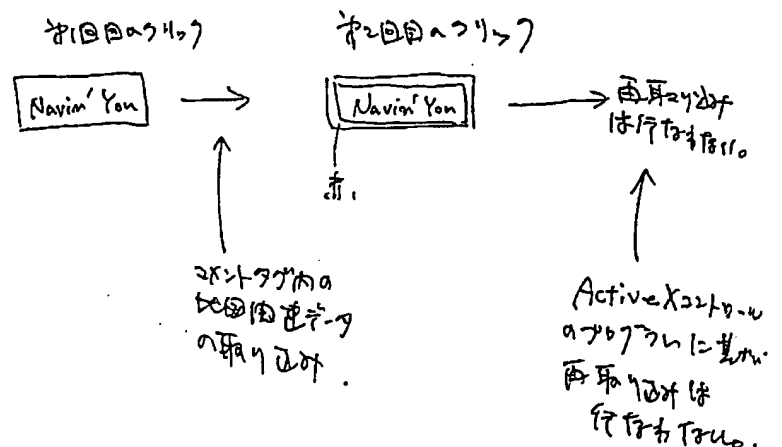 第1回目のクリック
第2回目のクリック
Navin' You
Navin' You
再取り込み
は行なわない。
赤。
コメントタグ内の
地図関連データ
の取り込み.
ActiveXコントロール
のプログラムに基づい
再取り込みは
行なわない。